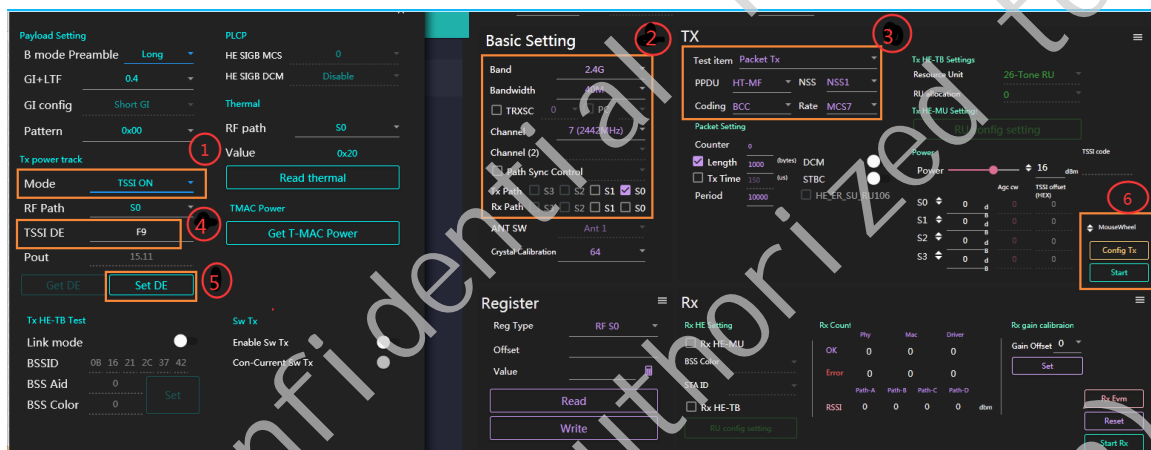 Payload Setting
B mode Preamble Long
GI+LTF 0.4
GI config Short GI
Pattern 0x00
Tx power track
1
Mode TSSI ON
RF Path S0
4
TSSI DE F9
Pout 15.11
Get DE Set DE
5
Tx HE-TB Test
Link mode
BSSID 0B 16 21 2C 37 42
BSS Aid 0
BSS Color 0
Set
PLCP
HE SIGB MCS 0
HE SIGB DCM Disable
Thermal
RF path S0
Value 0x20
Read thermal
TMAC Power
Get T-MAC Power
Sw Tx
Enable Sw Tx
Con-Current Sw Tx
Basic Setting
2
Band 2.4G
Bandwidth 40M
TRXSC 0
Channel 7 (2442MHz)
Channel (2)
Path Sync Control
Tx Path S3 S2 S1 S0
Rx Path S3 S2 S1 S0
ANT SW Ant 1
Crystal Calibration 64
TX
3
Test item Packet Tx
PPDU HT-MF NSS NSS1
Coding BCC Rate MCS7
Packet Setting
Counter 0
Length 1000 (bytes) DCM
Tx Time 150 (us) STBC
Period 10000 HE_ER_SU_RU106
Tx HE-TB Settings
Resource Unit 26-Tone RU
RU allocation 0
Tx HE-MU Setting
RU config setting
Power
TSSI code
Power 16 dBm
Agc cw TSSI offset (HEX)
S0 0 dB 0 0
S1 0 dB 0 0
S2 0 dB 0 0
S3 0 dB 0 0
6
MouseWheel
Config Tx
Start
Register
Reg Type RF S0
Offset
Value
Read
Write
Rx
Rx HE Setting
Rx HE-MU
BSS Color
STA ID
Rx HE-TB
RU config setting
Rx Count
Phy Mac Driver
OK 0 0 0
Error 0 0 0
Path-A Path-B Path-C Path-D
RSSI 0 0 0 0 dbm
Rx gain calibraion
Gain Offset 0
Set
Rx Evm
Reset
Start Rx